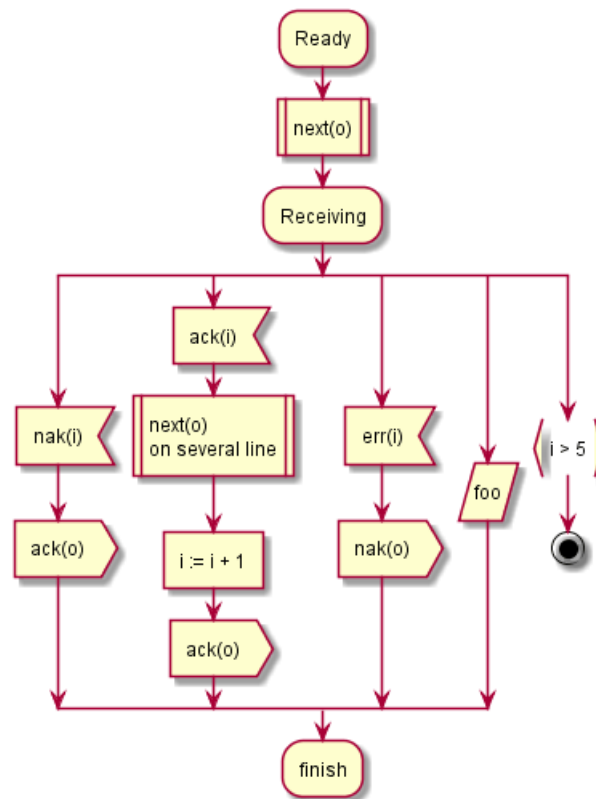 Ready
next(o)
Receiving
nak(i)
ack(o)
ack(i)
next(o)
on several line
i := i + 1
ack(o)
err(i)
nak(o)
foo
i > 5
finish